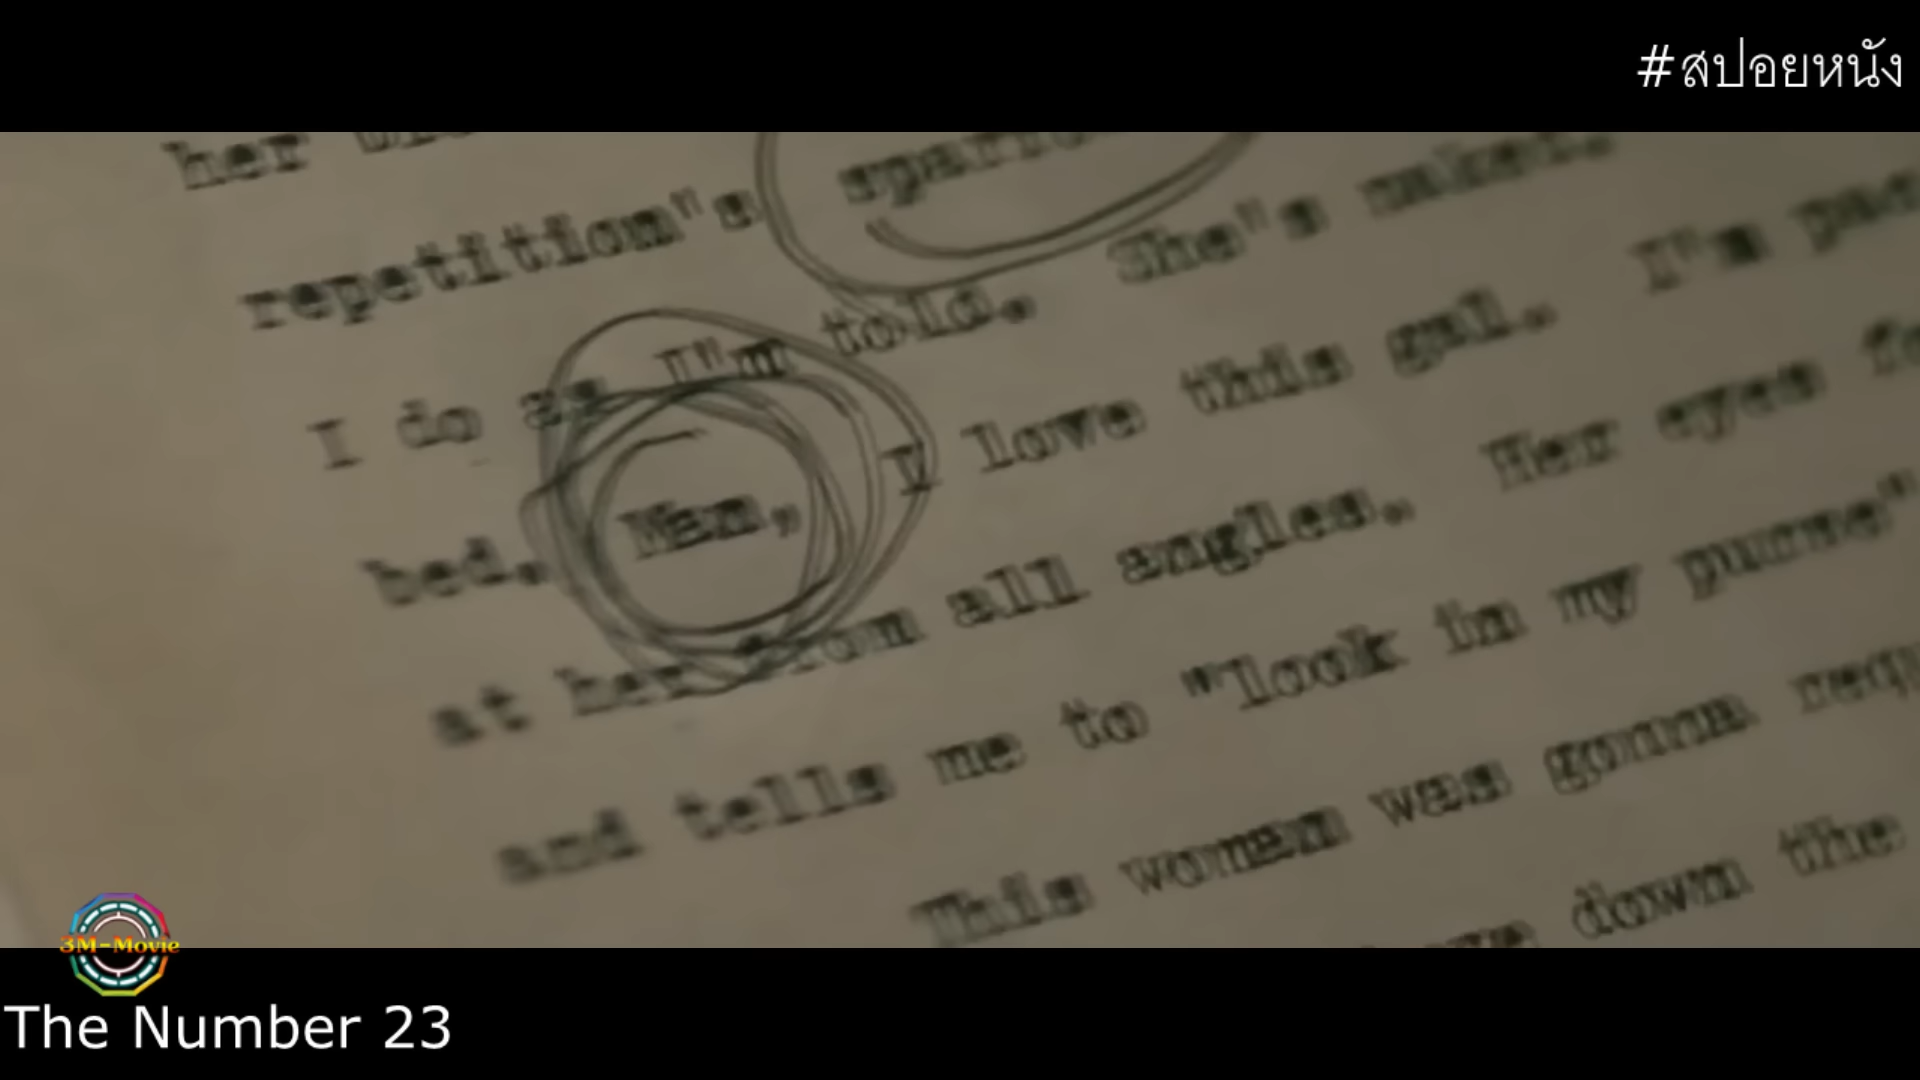 #สปอยหนัง
her
repetition's
I do as I'm told. She's naked.
bed. Man, I love this gal. I'm
at her from all angles. Her eyes
and tells me to "look in my purse"
This woman was gonna
down the
3M-Movie
The Number 23